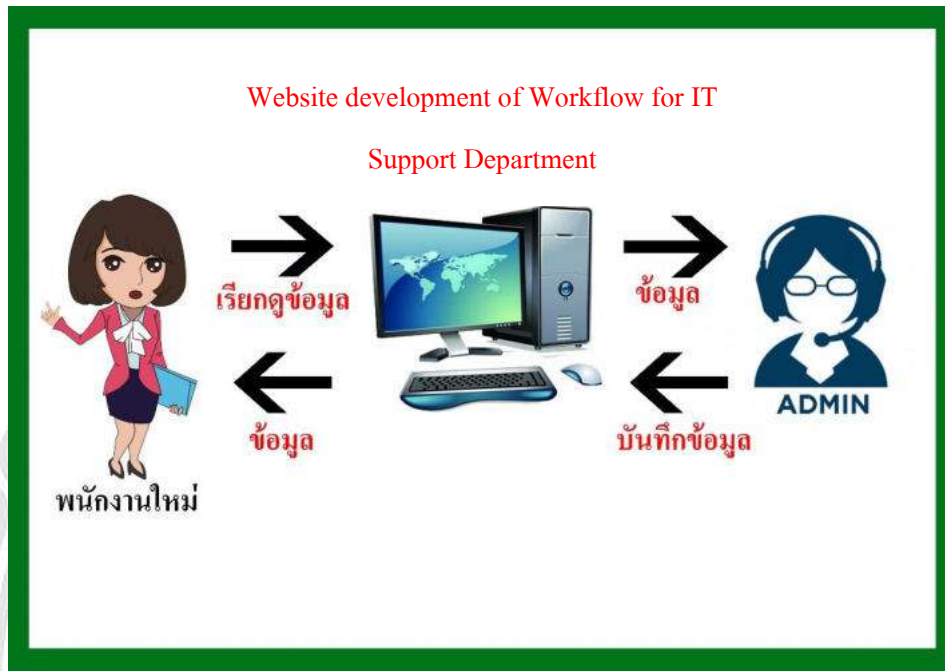 Website development of Workflow for IT
Support Department
เรียกดูข้อมูล
ข้อมูล
ข้อมูล
บันทึกข้อมูล
ADMIN
พนักงานใหม่